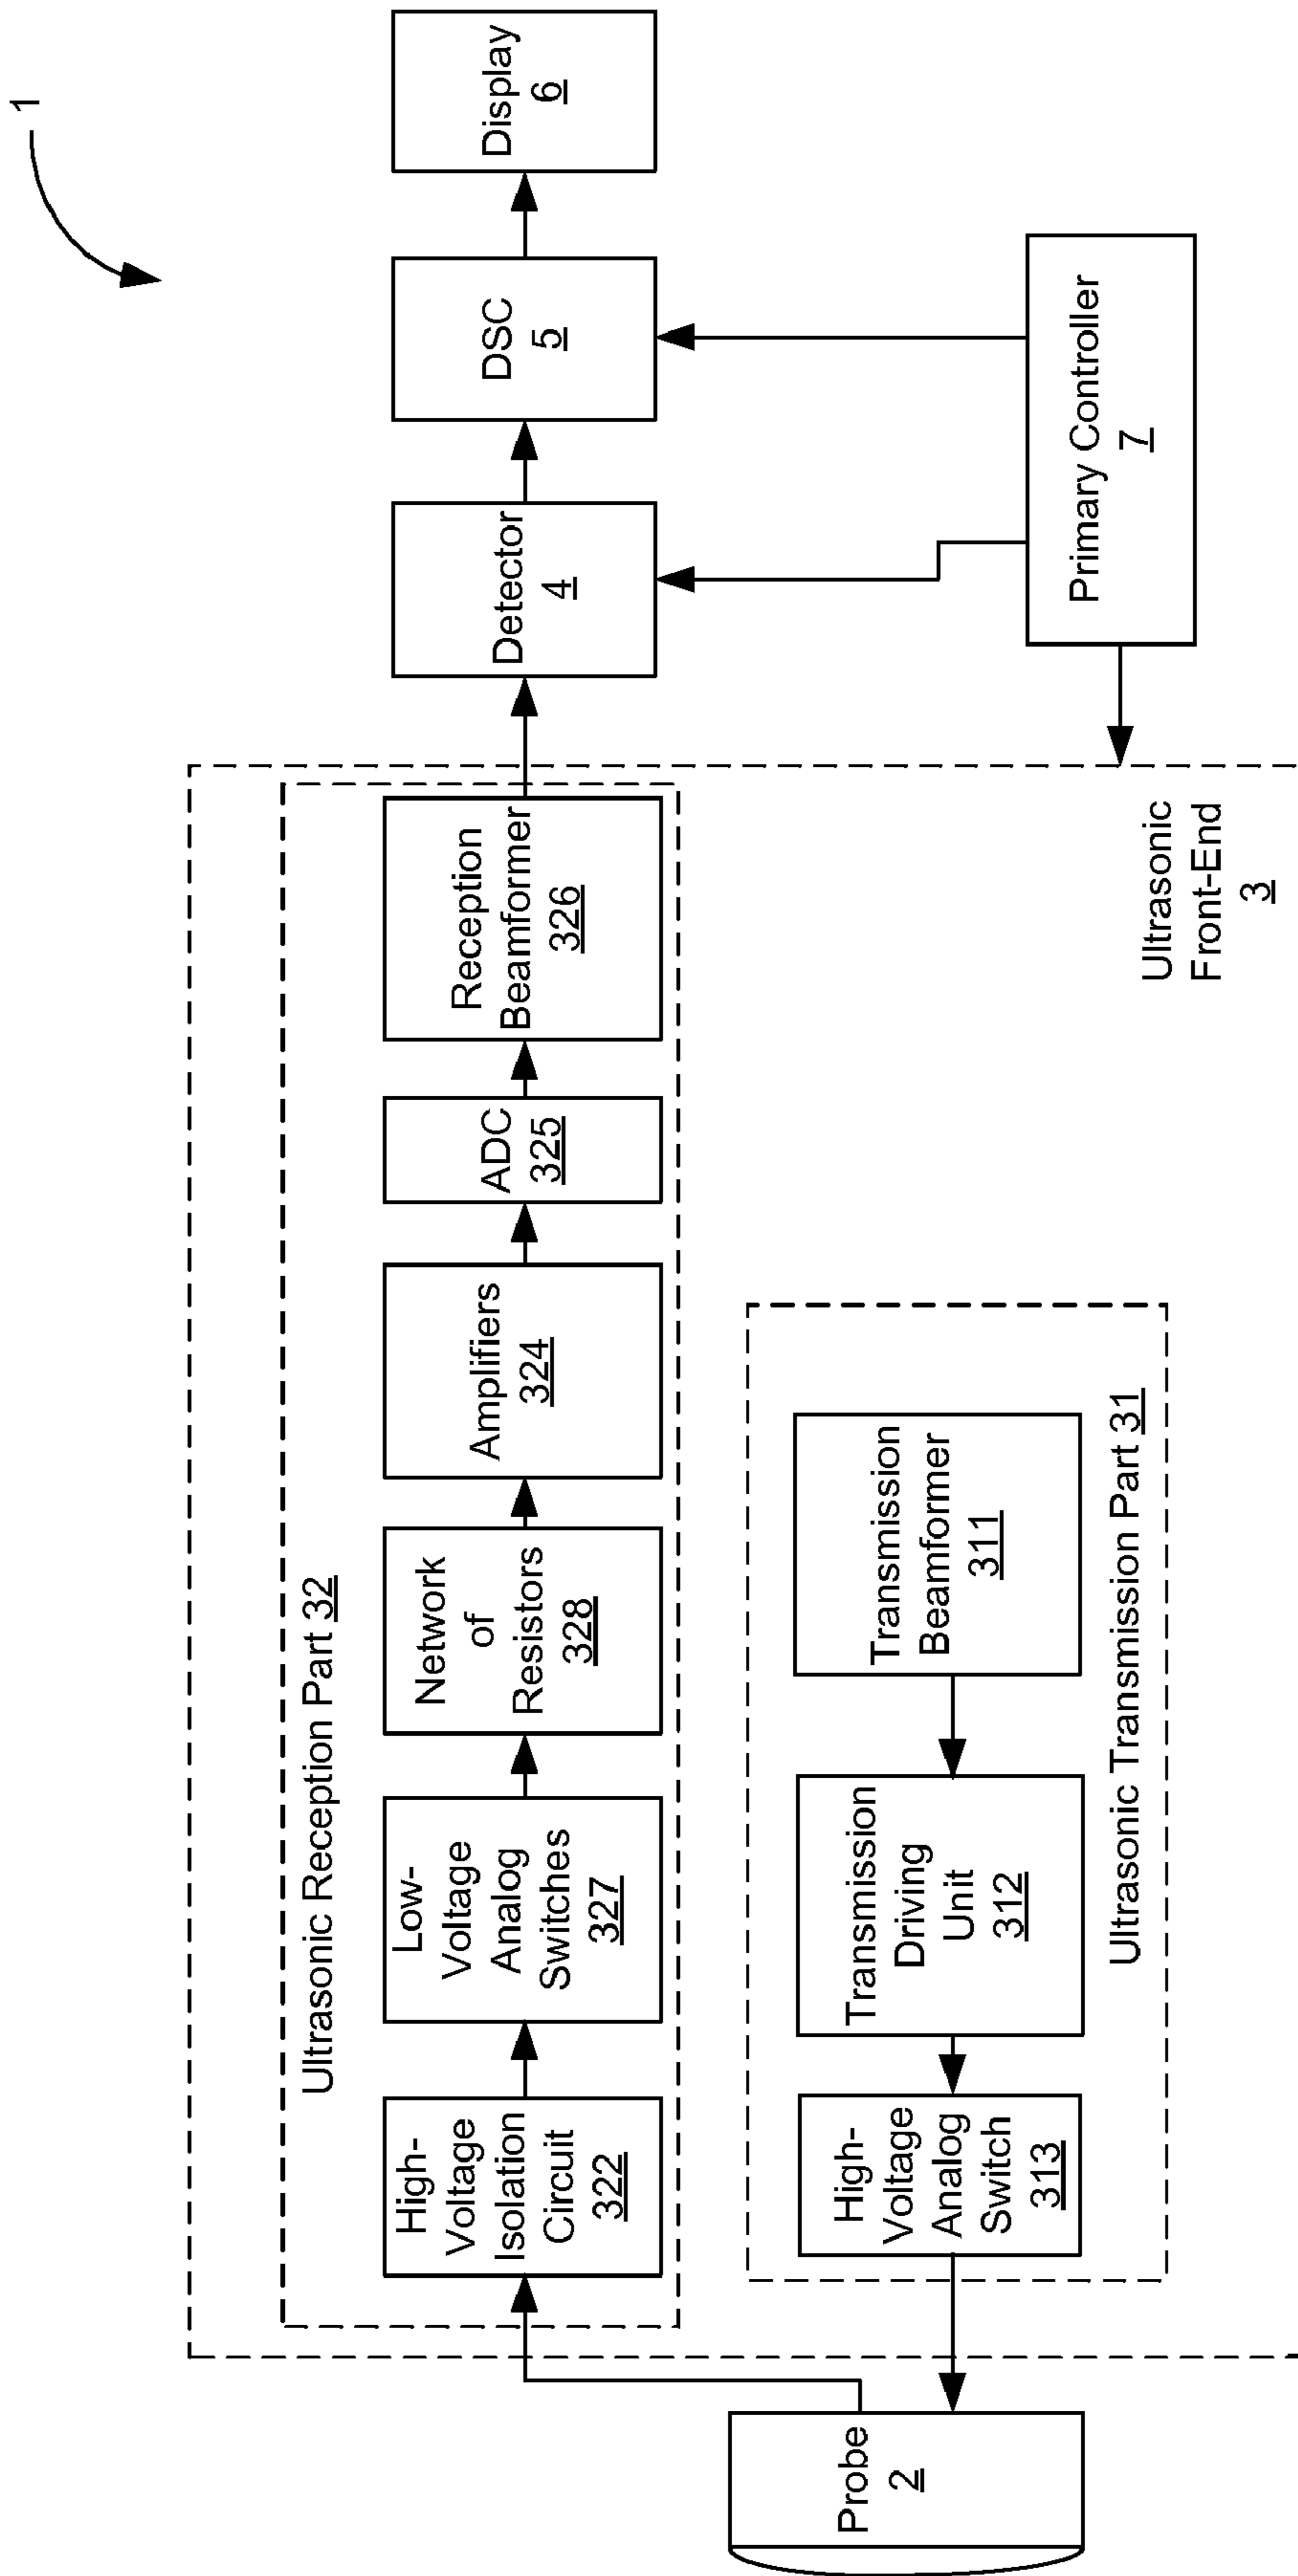 1
Ultrasonic Reception Part 32
High-
Voltage
Isolation
Circuit
322
Low-
Voltage
Analog
Switches
327
Network
of
Resistors
328
Amplifiers
324
ADC
325
Reception
Beamformer
326
Detector
4
DSC
5
Display
6
Probe
2
High-
Voltage
Analog
Switch
313
Transmission
Driving
Unit
312
Transmission
Beamformer
311
Ultrasonic Transmission Part 31
Ultrasonic
Front-End
3
Primary Controller
7